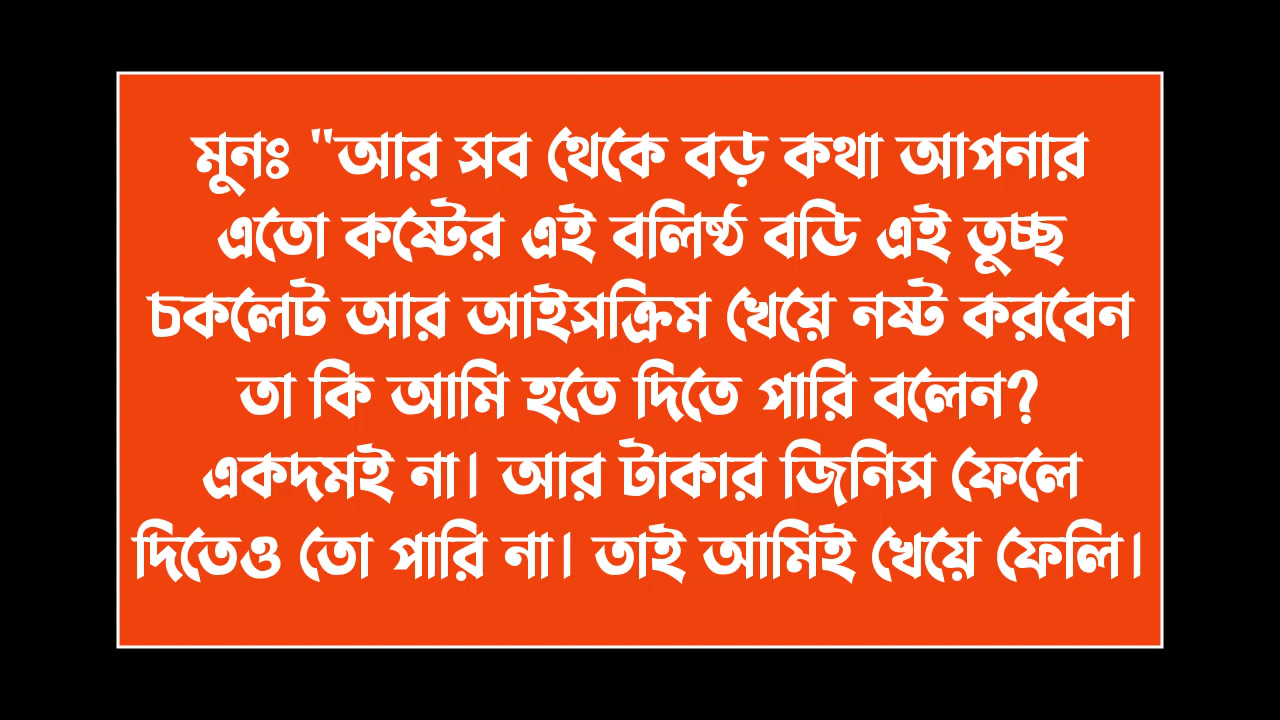 মুনঃ "আর সব থেকে বড় কথা আপনার
এতো কষ্টের এই বলিষ্ঠ বডি এই তুচ্ছ
চকলেট আর আইসক্রিম খেয়ে নষ্ট করবেন
তা কি আমি হতে দিতে পারি বলেন?
একদমই না। আর টাকার জিনিস ফেলে
দিতেও তো পারি না। তাই আমিই খেয়ে ফেলি।